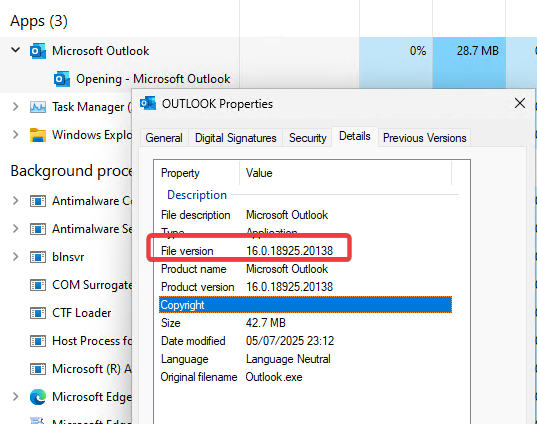 Apps (3)
Microsoft Outlook 0% 28.7 MB
Opening - Microsoft Outlook
OUTLOOK Properties
Task Manager
Windows Explo
General Digital Signatures Security Details Previous Versions
Property Value
Background proce
Description
Antimalware Co
File description Microsoft Outlook
Type Application
Antimalware Se
File version 16.0.18925.20138
blnsvr
Product name Microsoft Outlook
COM Surrogate
Product version 16.0.18925.20138
CTF Loader
Copyright
Size 42.7 MB
Host Process fo
Date modified 05/07/2025 23:12
Language Language Neutral
Microsoft (R) A
Original filename Outlook.exe
Microsoft Edge
Microsoft Edge